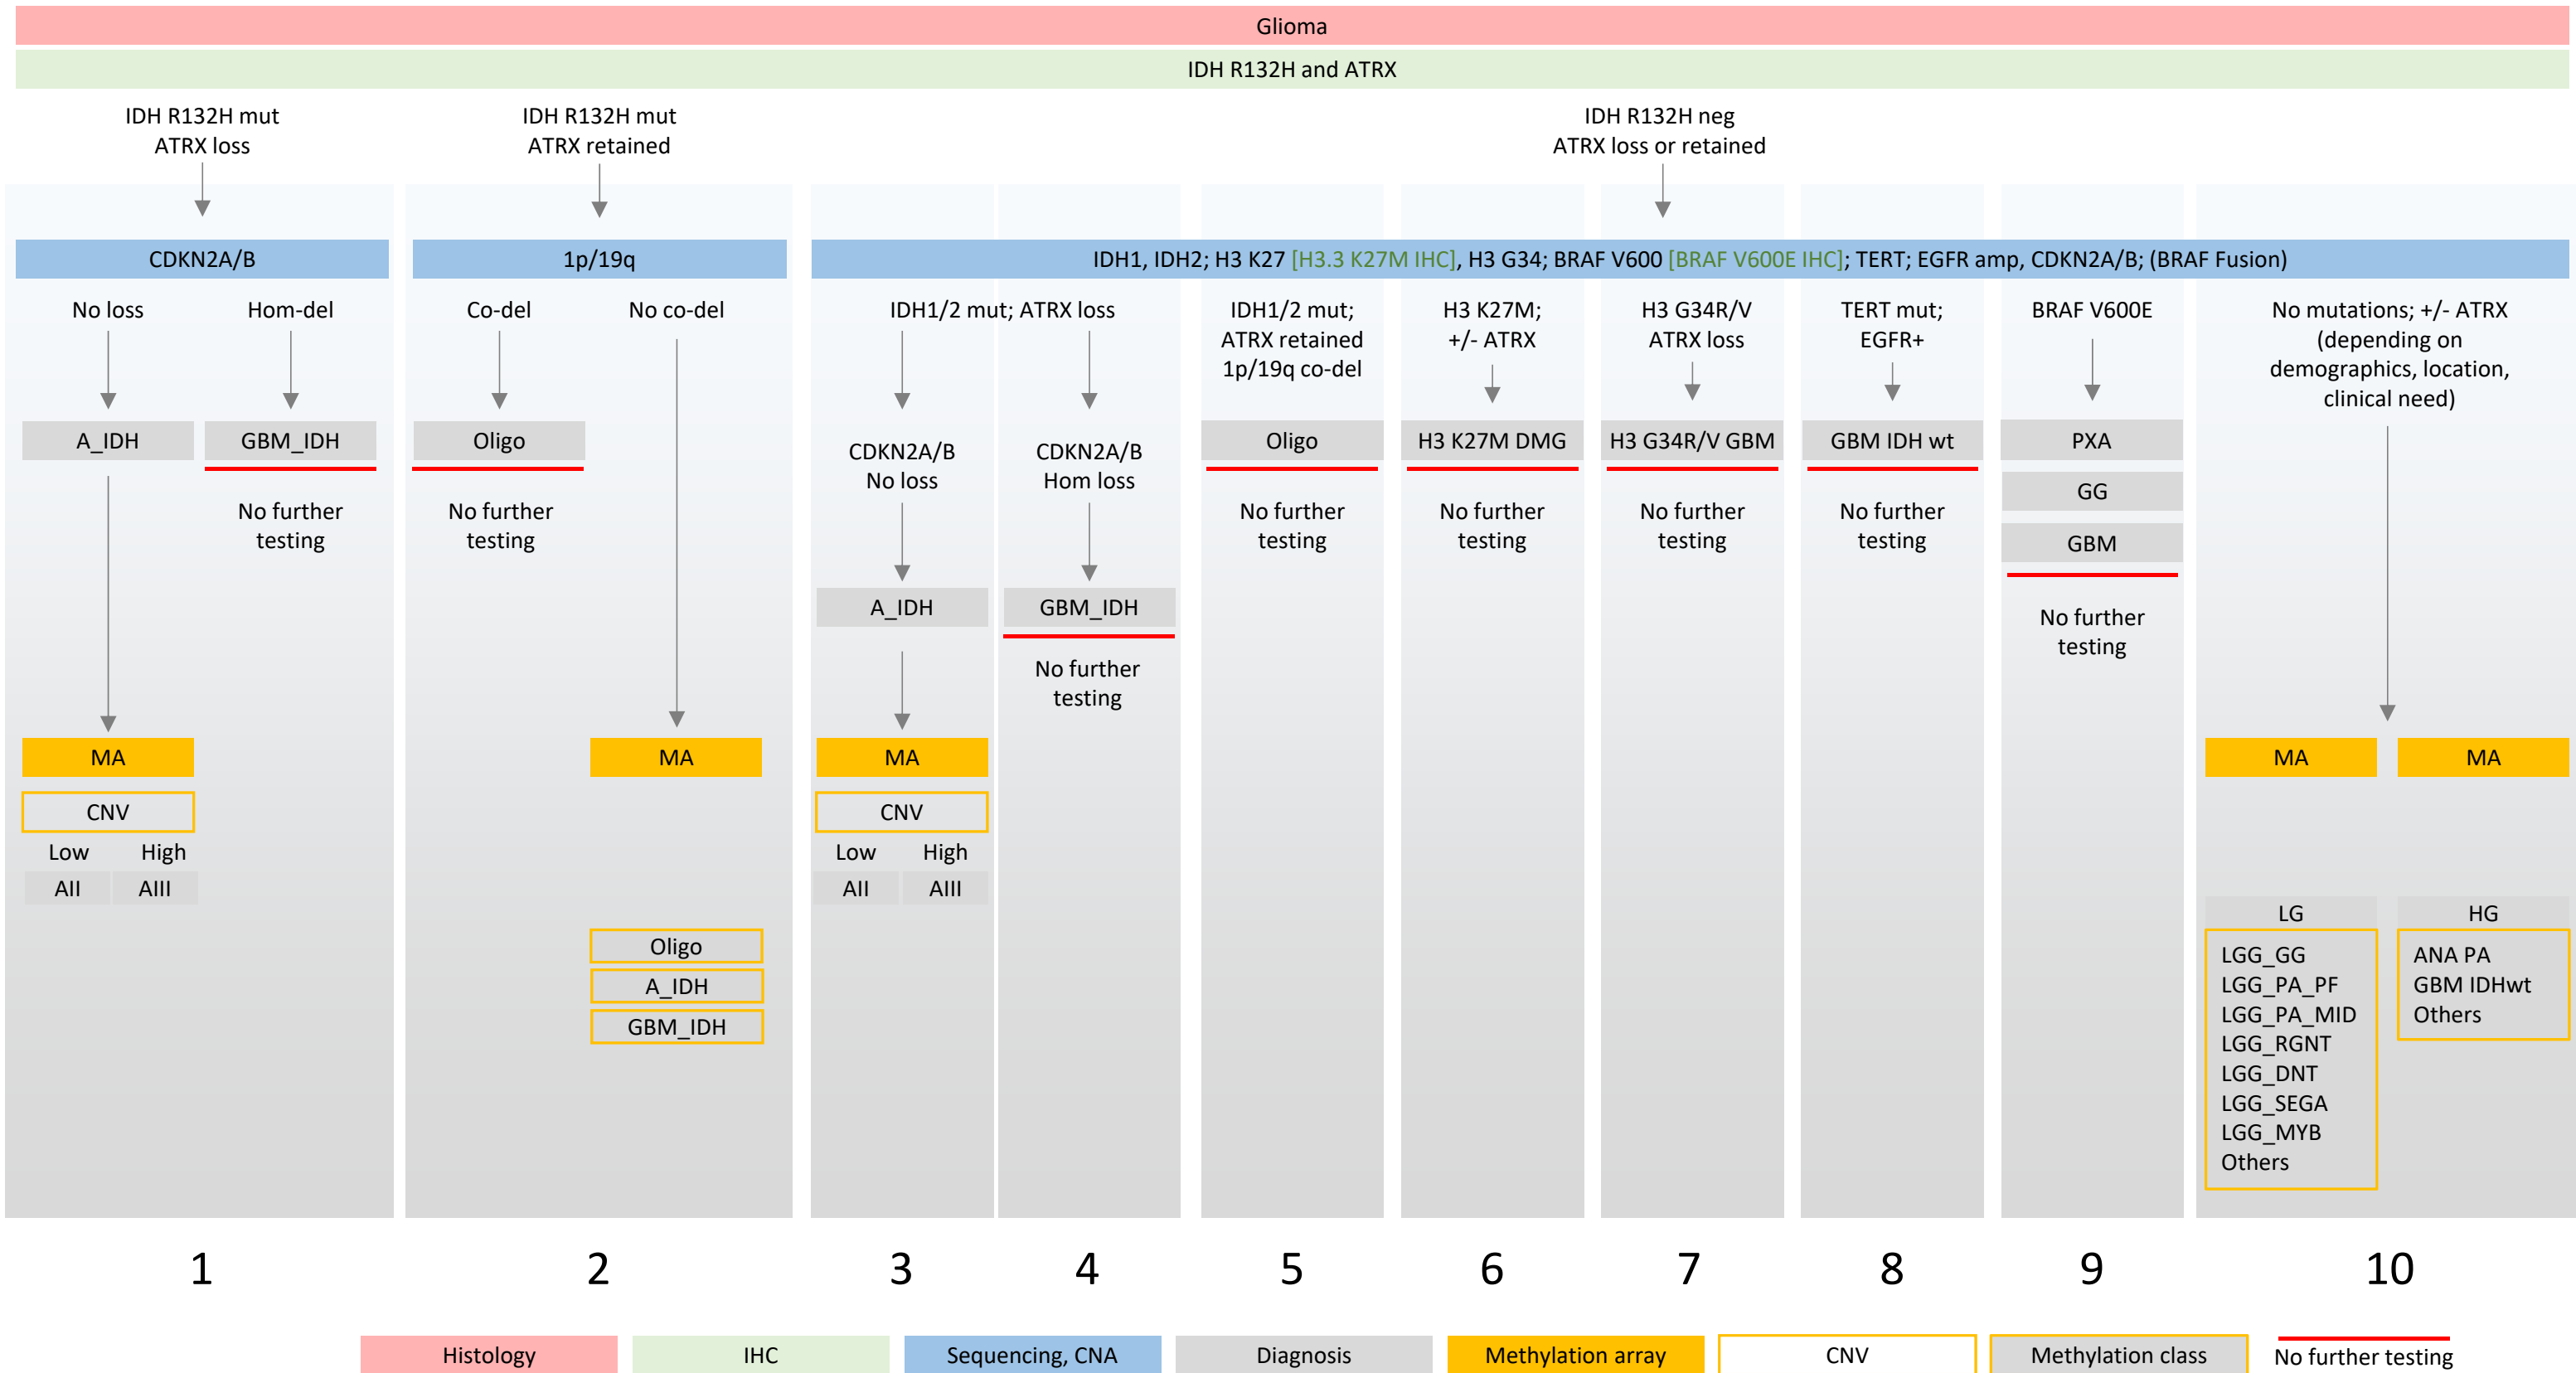 Glioma
IDH R132H and ATRX
IDH R132H mut
ATRX loss
IDH R132H mut
ATRX retained
IDH R132H neg
ATRX loss or retained
CDKN2A/B
1p/19q
IDH1, IDH2; H3 K27 [H3.3 K27M IHC], H3 G34; BRAF V600 [BRAF V600E IHC]; TERT; EGFR amp, CDKN2A/B; (BRAF Fusion)
No loss
Hom-del
Co-del
No co-del
IDH1/2 mut; ATRX loss
IDH1/2 mut;
ATRX retained
1p/19q co-del
H3 K27M;
+/- ATRX
H3 G34R/V
ATRX loss
TERT mut;
EGFR+
BRAF V600E
No mutations; +/- ATRX
(depending on
demographics, location,
clinical need)
A_IDH
GBM_IDH
No further
testing
Oligo
No further
testing
CDKN2A/B
No loss
CDKN2A/B
Hom loss
A_IDH
GBM_IDH
No further
testing
Oligo
No further
testing
H3 K27M DMG
No further
testing
H3 G34R/V GBM
No further
testing
GBM IDH wt
No further
testing
PXA
GG
GBM
No further
testing
MA
CNV
Low
High
AII
AIII
MA
Oligo
A_IDH
GBM_IDH
MA
CNV
Low
High
AII
AIII
MA
LG
LGG_GG
LGG_PA_PF
LGG_PA_MID
LGG_RGNT
LGG_DNT
LGG_SEGA
LGG_MYB
Others
MA
HG
ANA PA
GBM IDHwt
Others
1
2
3
4
5
6
7
8
9
10
Histology
IHC
Sequencing, CNA
Diagnosis
Methylation array
CNV
Methylation class
No further testing